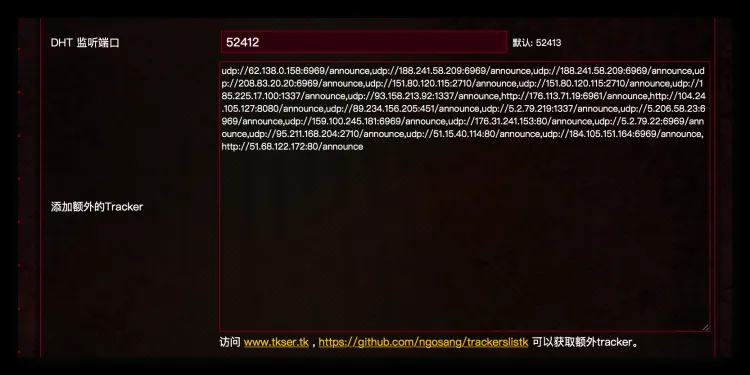 DHT 监听端口
52412
默认: 52413
udp://62.138.0.158:6969/announce,udp://188.241.58.209:6969/announce,udp://188.241.58.209:6969/announce,ud
p://208.83.20.20:6969/announce,udp://151.80.120.115:2710/announce,udp://151.80.120.115:2710/announce,udp://1
85.225.17.100:1337/announce,udp://93.158.213.92:1337/announce,http://176.113.71.19:6961/announce,http://104.24
.105.127:8080/announce,udp://89.234.156.205:451/announce,udp://5.2.79.219:1337/announce,udp://5.206.58.23:6
969/announce,udp://159.100.245.181:6969/announce,udp://176.31.241.153:80/announce,udp://5.2.79.22:6969/ann
ounce,udp://95.211.168.204:2710/announce,udp://51.15.40.114:80/announce,udp://184.105.151.164:6969/announce,
http://51.68.122.172:80/announce
添加额外的Tracker
访问 www.tkser.tk , https://github.com/ngosang/trackerslistk 可以获取额外tracker。